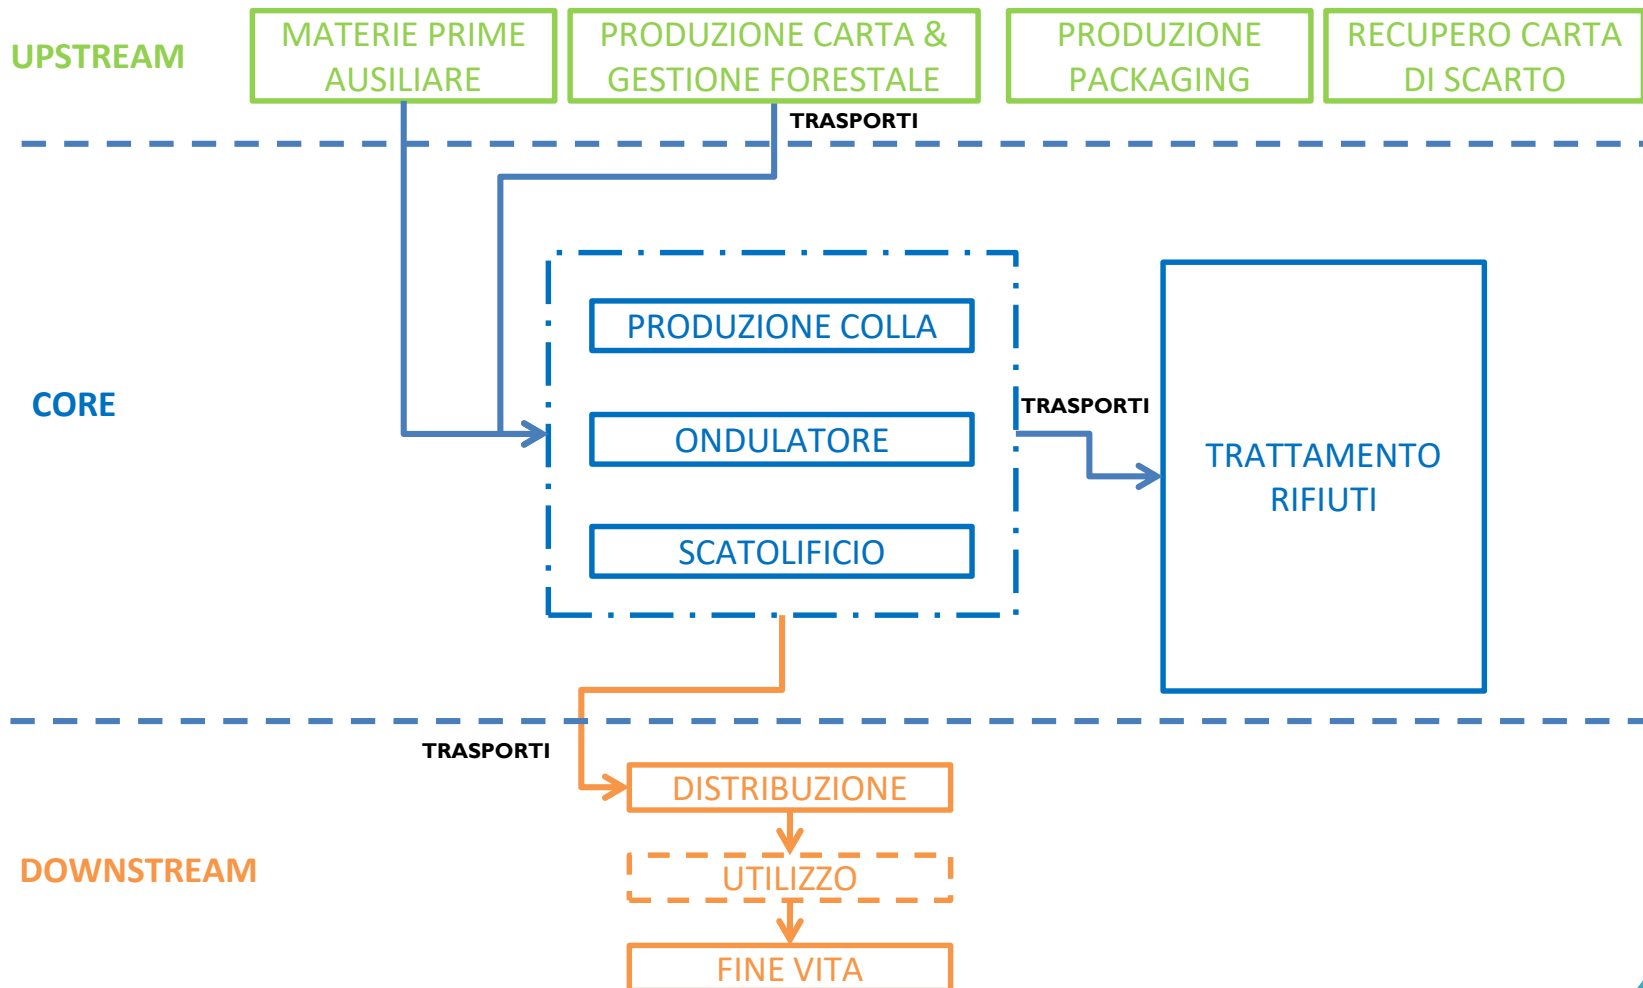 UPSTREAM
MATERIE PRIME
AUSILIARE
PRODUZIONE CARTA &
GESTIONE FORESTALE
PRODUZIONE
PACKAGING
RECUPERO CARTA
DI SCARTO
TRASPORTI
CORE
PRODUZIONE COLLA
ONDULATORE
SCATOLIFICIO
TRASPORTI
TRATTAMENTO
RIFIUTI
TRASPORTI
DOWNSTREAM
DISTRIBUZIONE
UTILIZZO
FINE VITA